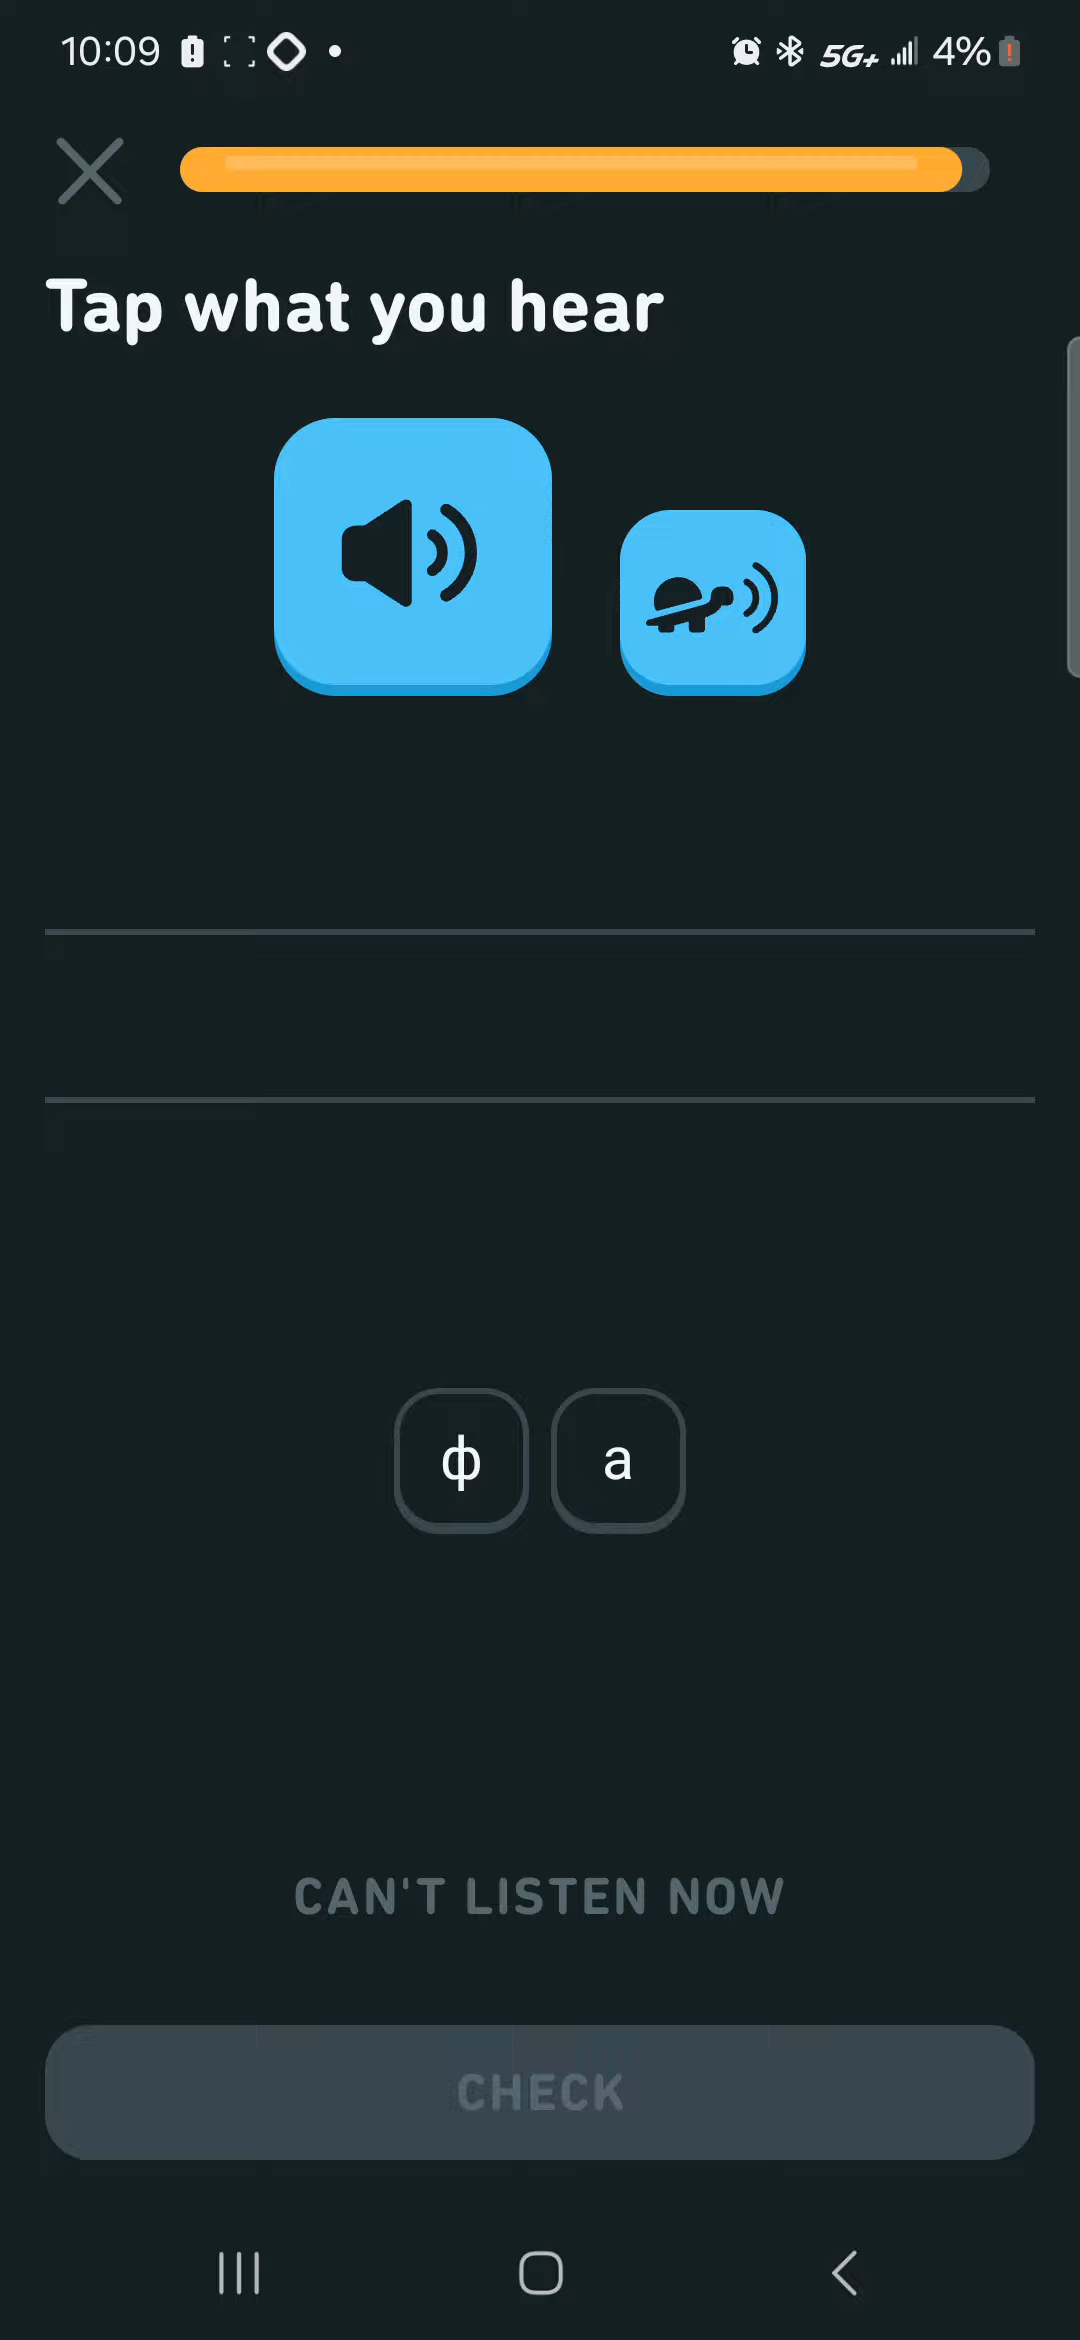 10:09 5G+ 4%
Tap what you hear
ф а
CAN'T LISTEN NOW
CHECK